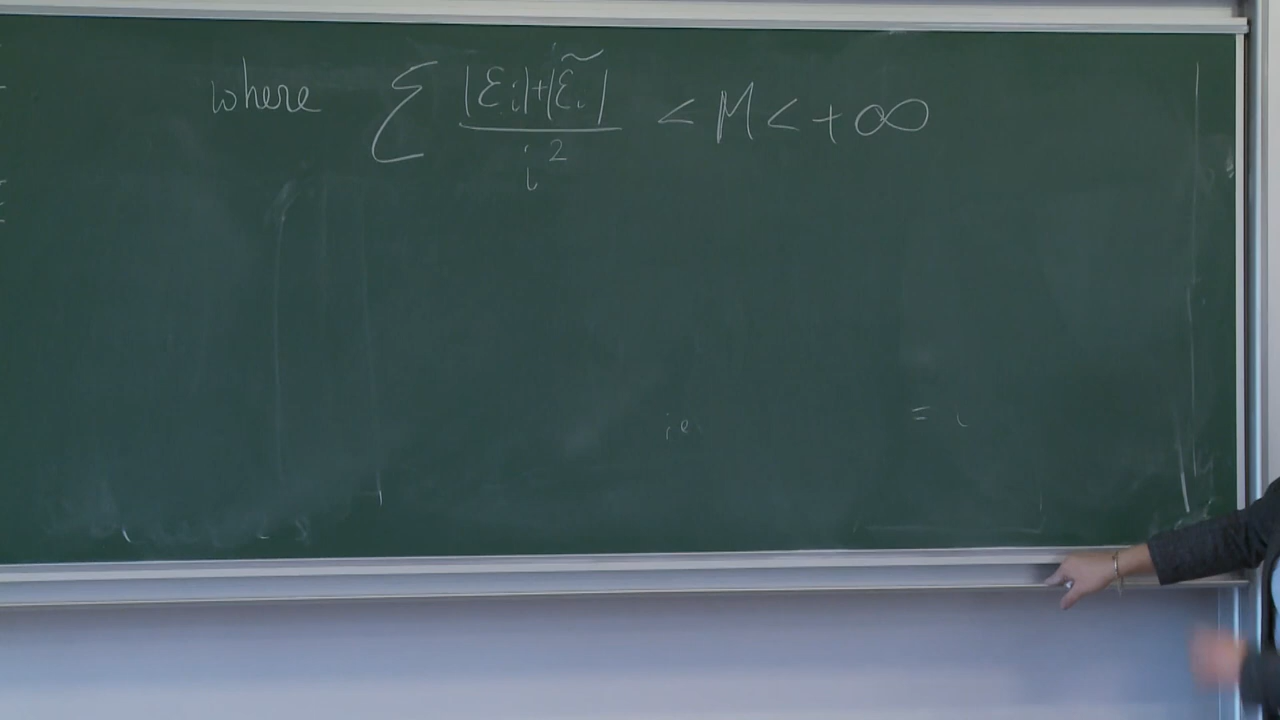 where ∑ |ε_i|+|ε̃_i| / i² < M < +∞